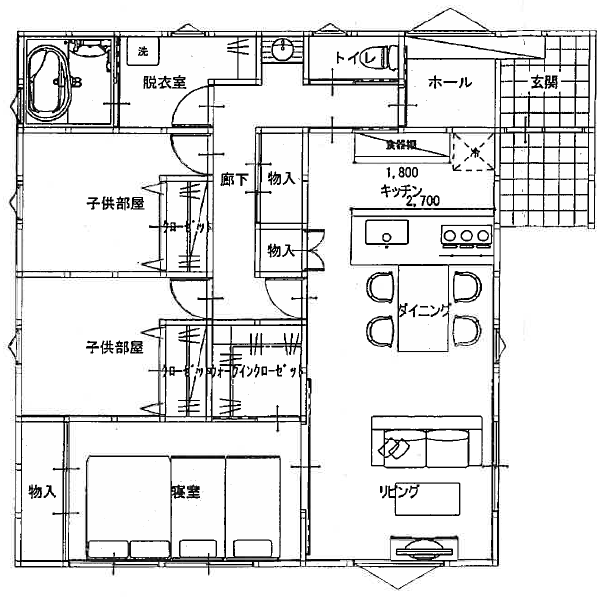 洗
脱衣室
B
トイレ
ホール
玄関
食器棚
冷
1,800
キッチン
2,700
廊下
物入
子供部屋
クローゼット
物入
ダイニング
子供部屋
クローゼット
ウォークインクローゼット
物入
寝室
リビング